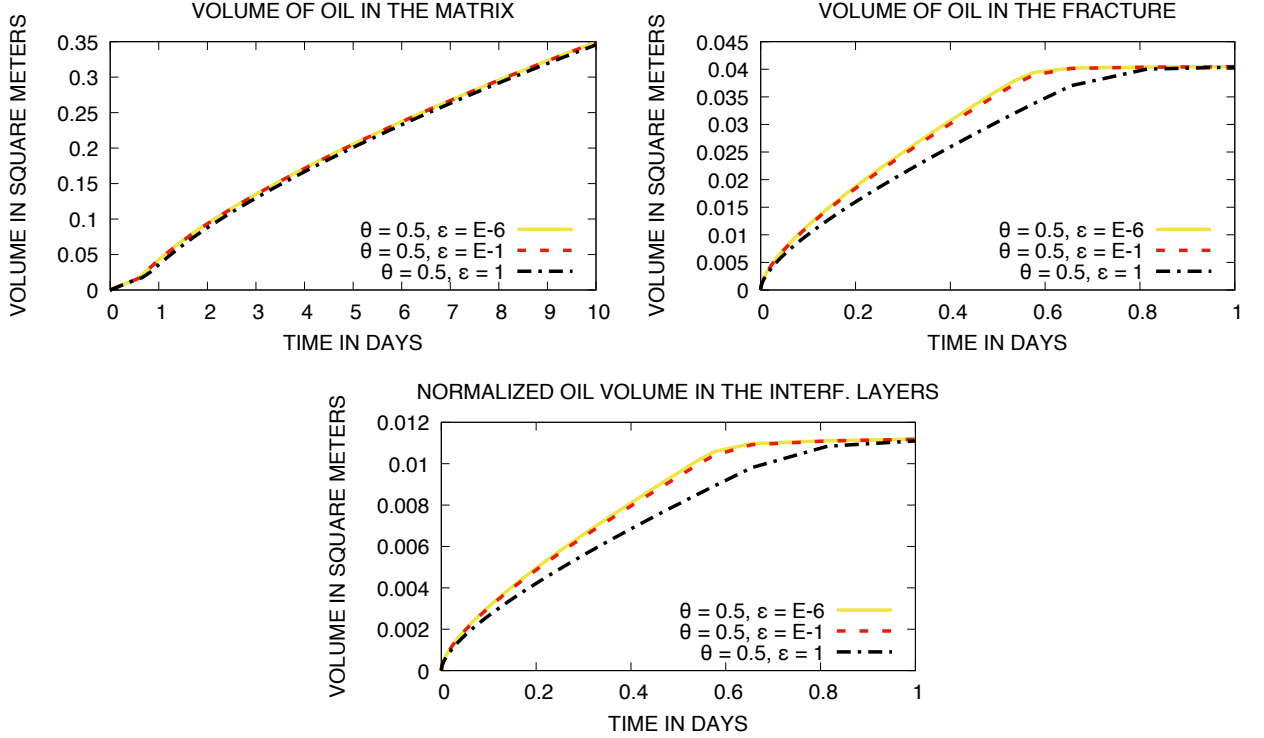 VOLUME OF OIL IN THE MATRIX
VOLUME IN SQUARE METERS
0.35
0.3
0.25
0.2
0.15
0.1
0.05
0
θ = 0.5, ε = E-6
θ = 0.5, ε = E-1
θ = 0.5, ε = 1
0 1 2 3 4 5 6 7 8 9 10
TIME IN DAYS
VOLUME OF OIL IN THE FRACTURE
VOLUME IN SQUARE METERS
0.045
0.04
0.035
0.03
0.025
0.02
0.015
0.01
0.005
0
θ = 0.5, ε = E-6
θ = 0.5, ε = E-1
θ = 0.5, ε = 1
0 0.2 0.4 0.6 0.8 1
TIME IN DAYS
NORMALIZED OIL VOLUME IN THE INTERF. LAYERS
VOLUME IN SQUARE METERS
0.012
0.01
0.008
0.006
0.004
0.002
0
θ = 0.5, ε = E-6
θ = 0.5, ε = E-1
θ = 0.5, ε = 1
0 0.2 0.4 0.6 0.8 1
TIME IN DAYS